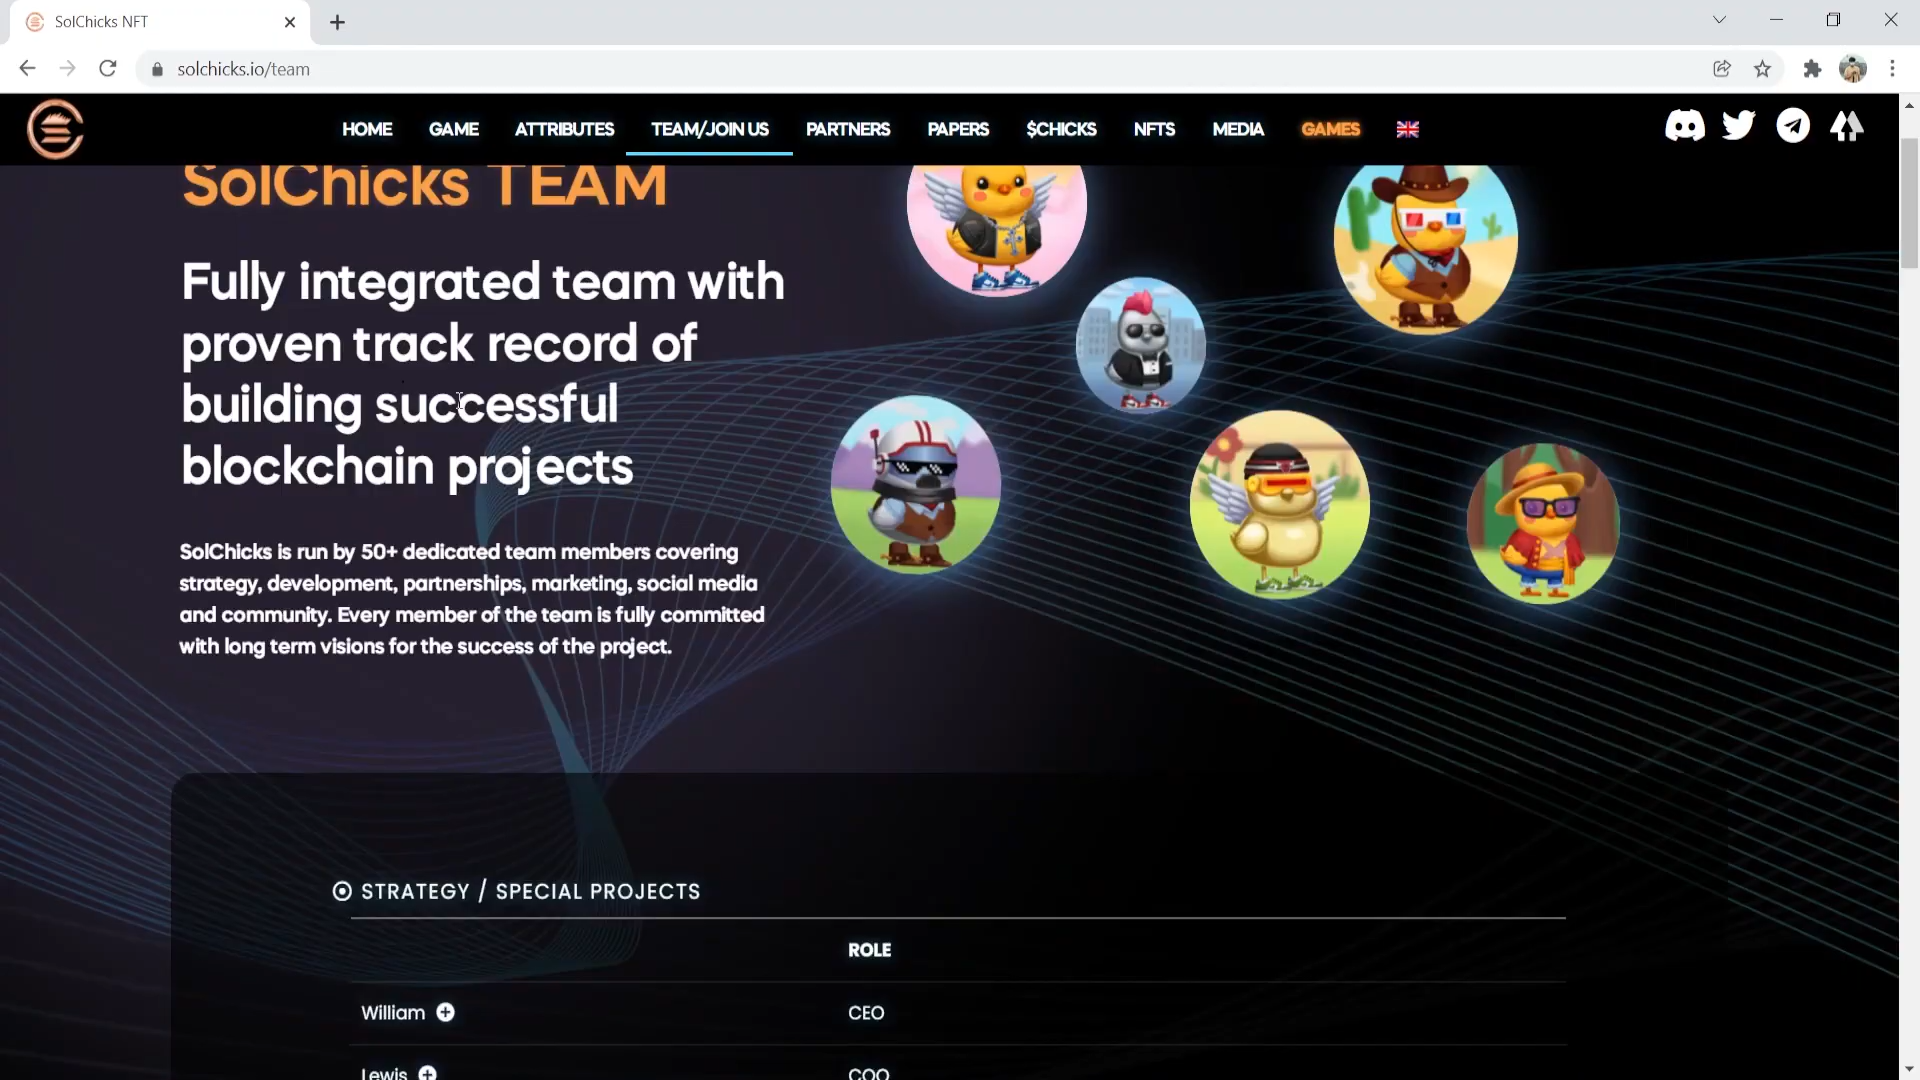 SolChicks NFT
solchicks.io/team
HOME GAME ATTRIBUTES TEAM/JOIN US PARTNERS PAPERS $CHICKS NFTS MEDIA GAMES
SolChicks TEAM
Fully integrated team with
proven track record of
building successful
blockchain projects
SolChicks is run by 50+ dedicated team members covering
strategy, development, partnerships, marketing, social media
and community. Every member of the team is fully committed
with long term visions for the success of the project.
STRATEGY / SPECIAL PROJECTS
ROLE
William CEO
Lewis COO